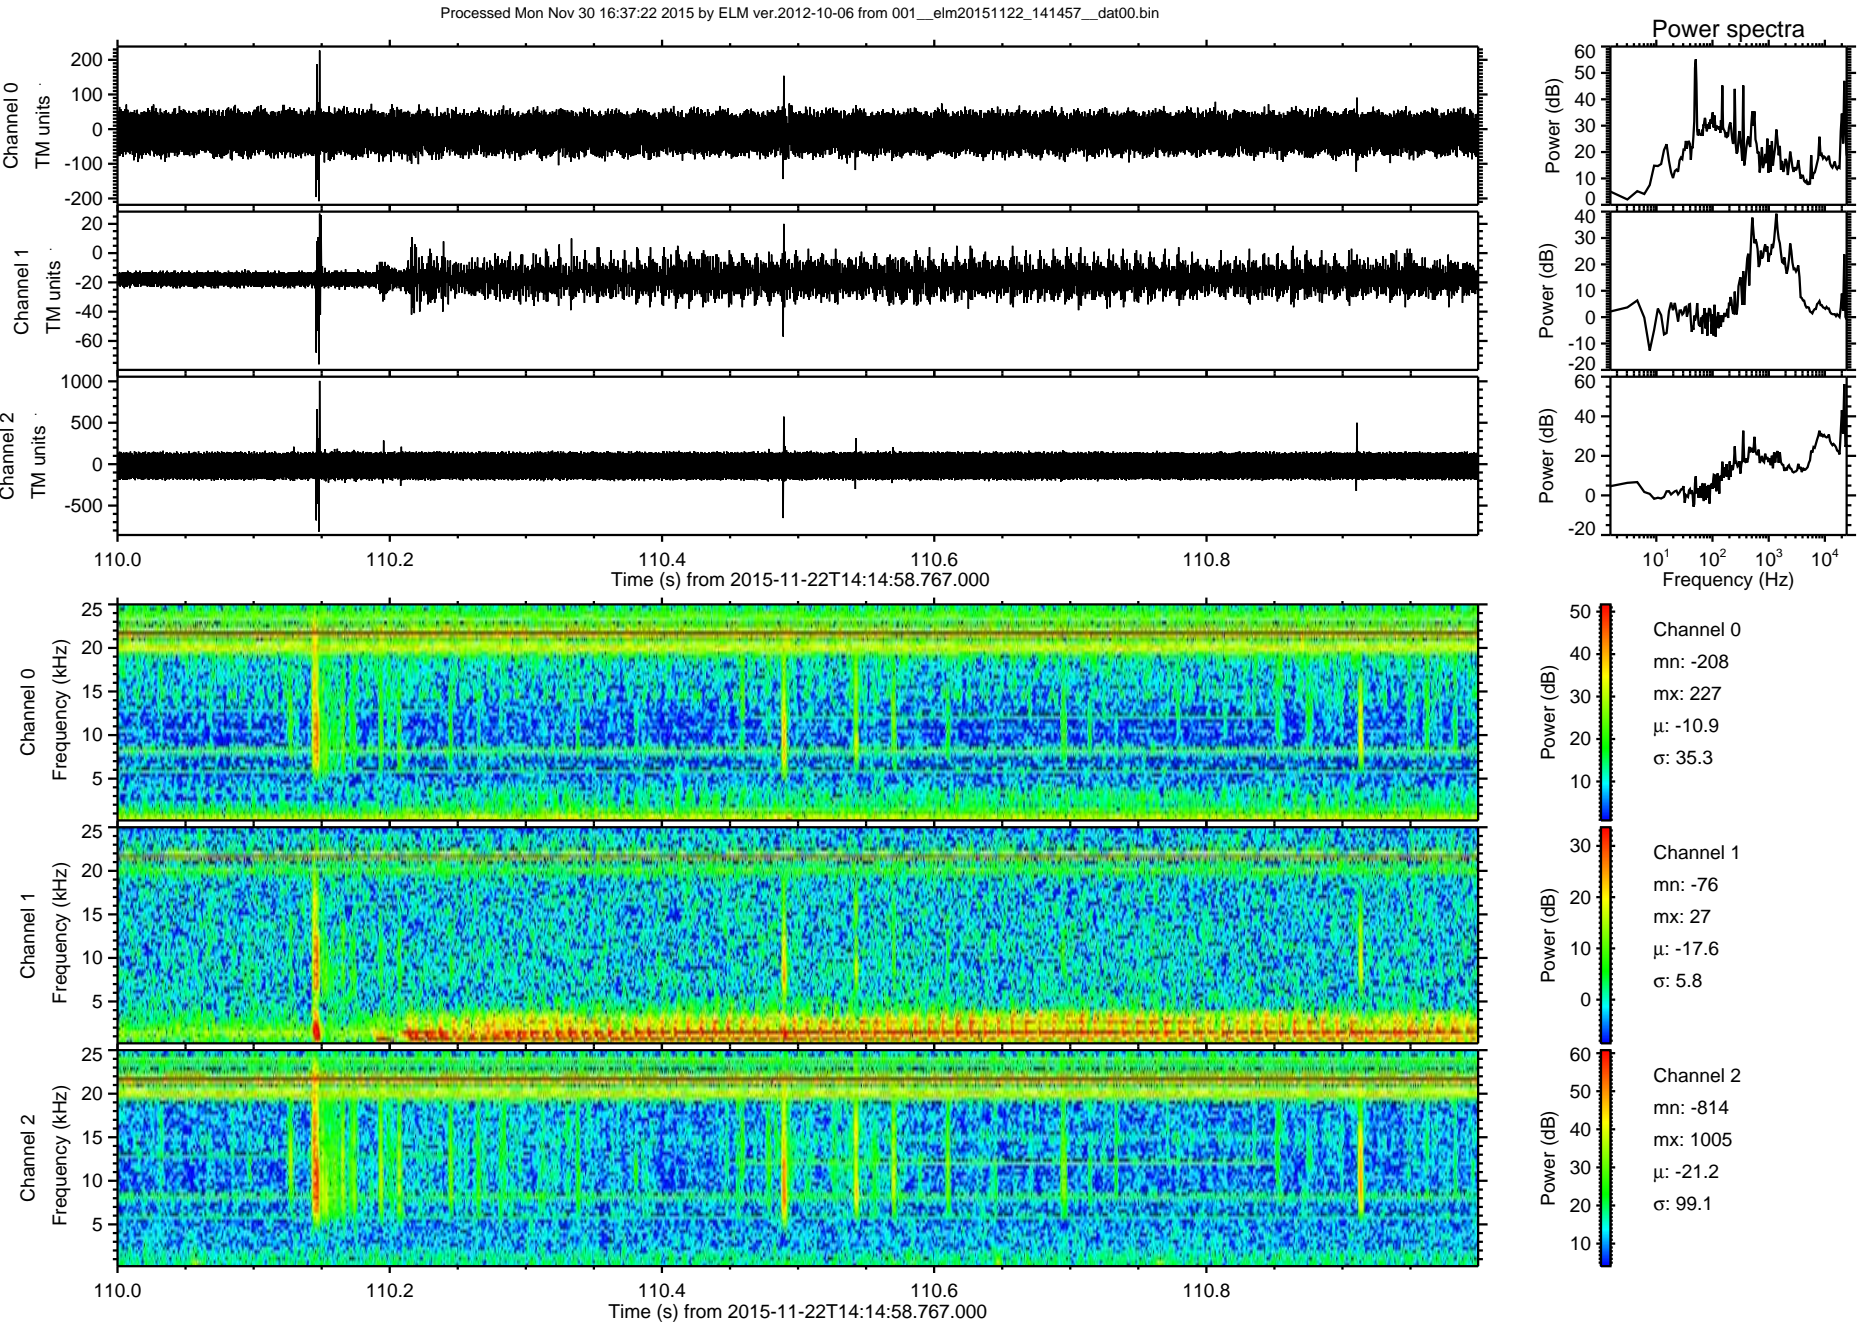 Processed Mon Nov 30 16:37:22 2015 by ELM ver.2012-10-06 from 001__elm20151122_141457__dat00.bin
Power spectra
Channel 0
TM units
200
100
0
-100
-200
Power (dB)
60
50
40
30
20
10
0
Channel 1
TM units
20
0
-20
-40
-60
Power (dB)
40
30
20
10
0
-10
-20
Channel 2
TM units
1000
500
0
-500
Power (dB)
60
40
20
0
-20
110.0 110.2 110.4 110.6 110.8
Time (s) from 2015-11-22T14:14:58.767.000
10^1 10^2 10^3 10^4
Frequency (Hz)
Channel 0
Frequency (kHz)
25
20
15
10
5
Power (dB)
50
40
30
20
10
Channel 0
mn: -208
mx: 227
μ: -10.9
σ: 35.3
Channel 1
Frequency (kHz)
25
20
15
10
5
Power (dB)
30
20
10
0
Channel 1
mn: -76
mx: 27
μ: -17.6
σ: 5.8
Channel 2
Frequency (kHz)
25
20
15
10
5
Power (dB)
60
50
40
30
20
10
Channel 2
mn: -814
mx: 1005
μ: -21.2
σ: 99.1
110.0 110.2 110.4 110.6 110.8
Time (s) from 2015-11-22T14:14:58.767.000